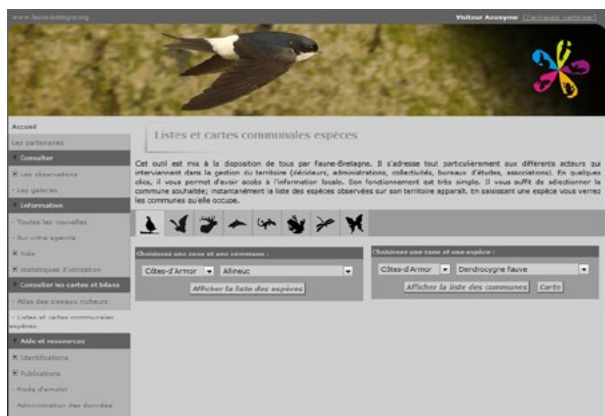 www.faune-bretagne.org
Visiteur Anonyme [J'aimerais participer]
Accueil
Les partenaires
Consulter
Les observations
- Les galeries
Information
- Toutes les nouvelles
- Sur votre agenda
Aide
Statistiques d'utilisation
Consulter les cartes et bilans
- Atlas des oiseaux nicheurs
- Listes et cartes communales
espèces
Aide et ressources
Identifications
Publications
- Mode d'emploi
- Administration des données
Listes et cartes communales espèces
Cet outil est mis à la disposition de tous par Faune-Bretagne. Il s'adresse tout particulièrement aux différents acteurs qui
interviennent dans la gestion du territoire (décideurs, administrations, collectivités, bureaux d'études, associations). En quelques
clics, il vous permet d'avoir accès à l'information locale. Son fonctionnement est très simple. Il vous suffit de sélectionner la
commune souhaitée; instantanément la liste des espèces observées sur son territoire apparaît. En saisissant une espèce vous verrez
les communes qu'elle occupe.
Choisissez une zone et une commune :
Côtes-d'Armor Allineuc
Afficher la liste des espèces
Choisissez une zone et une espèce :
Côtes-d'Armor Dendrocygne fauve
Afficher la liste des communes Carte